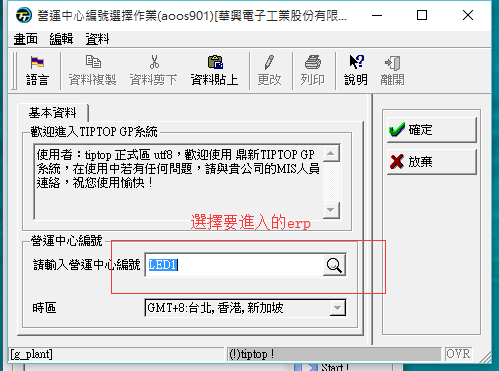 營運中心編號選擇作業(aoos901)[華興電子工業股份有限...
畫面 編輯 資料
語言 資料複製 資料剪下 資料貼上 更改 列印 說明 離開
基本資料
歡迎進入TIPTOP GP系統
使用者：tiptop 正式區 utf8，歡迎使用 鼎新TIPTOP GP
系統，在使用中若有任何問題，請與貴公司的MIS人員
連絡，祝您使用愉快！
確定
放棄
選擇要進入的erp
營運中心編號
請輸入營運中心編號 LED1
時區 GMT+8:台北,香港,新加坡
[g_plant] (!)tiptop ! OVR
Start !